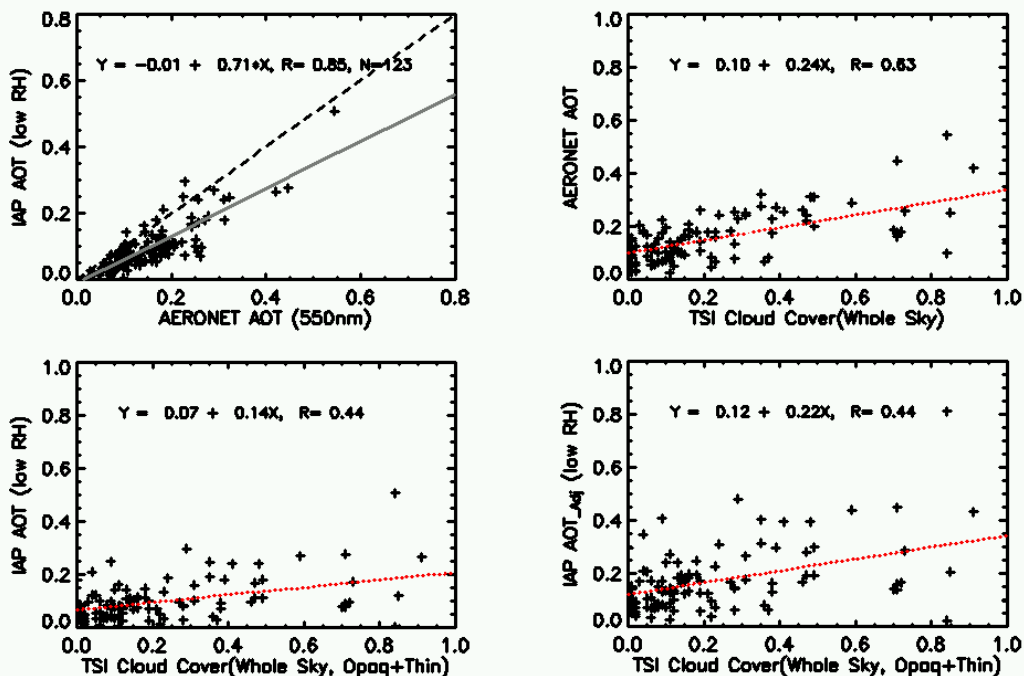 Y = -0.01 + 0.71*X, R= 0.85, N=123
IAP AOT (low RH)
0.8
0.6
0.4
0.2
0.0
0.0 0.2 0.4 0.6 0.8
AERONET AOT (550nm)
Y = 0.10 + 0.24X, R= 0.63
AERONET AOT
1.0
0.8
0.6
0.4
0.2
0.0
0.0 0.2 0.4 0.6 0.8 1.0
TSI Cloud Cover(Whole Sky)
Y = 0.07 + 0.14X, R= 0.44
IAP AOT (low RH)
1.0
0.8
0.6
0.4
0.2
0.0
0.0 0.2 0.4 0.6 0.8 1.0
TSI Cloud Cover(Whole Sky, Opaq+Thin)
Y = 0.12 + 0.22X, R= 0.44
IAP AOT_Adj (low RH)
1.0
0.8
0.6
0.4
0.2
0.0
0.0 0.2 0.4 0.6 0.8 1.0
TSI Cloud Cover(Whole Sky, Opaq+Thin)